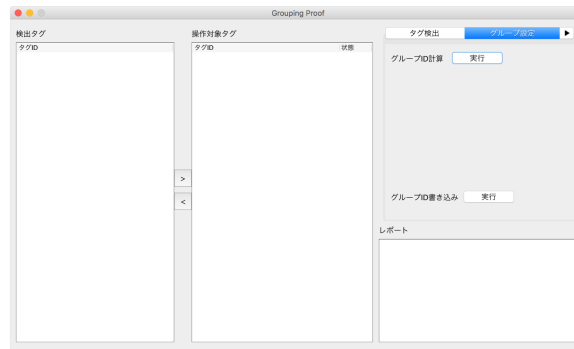 Grouping Proof
検出タグ
タグID
操作対象タグ
タグID 状態
>
<
タグ検出 グループ設定 ▶
グループID計算 実行
グループID書き込み 実行
レポート